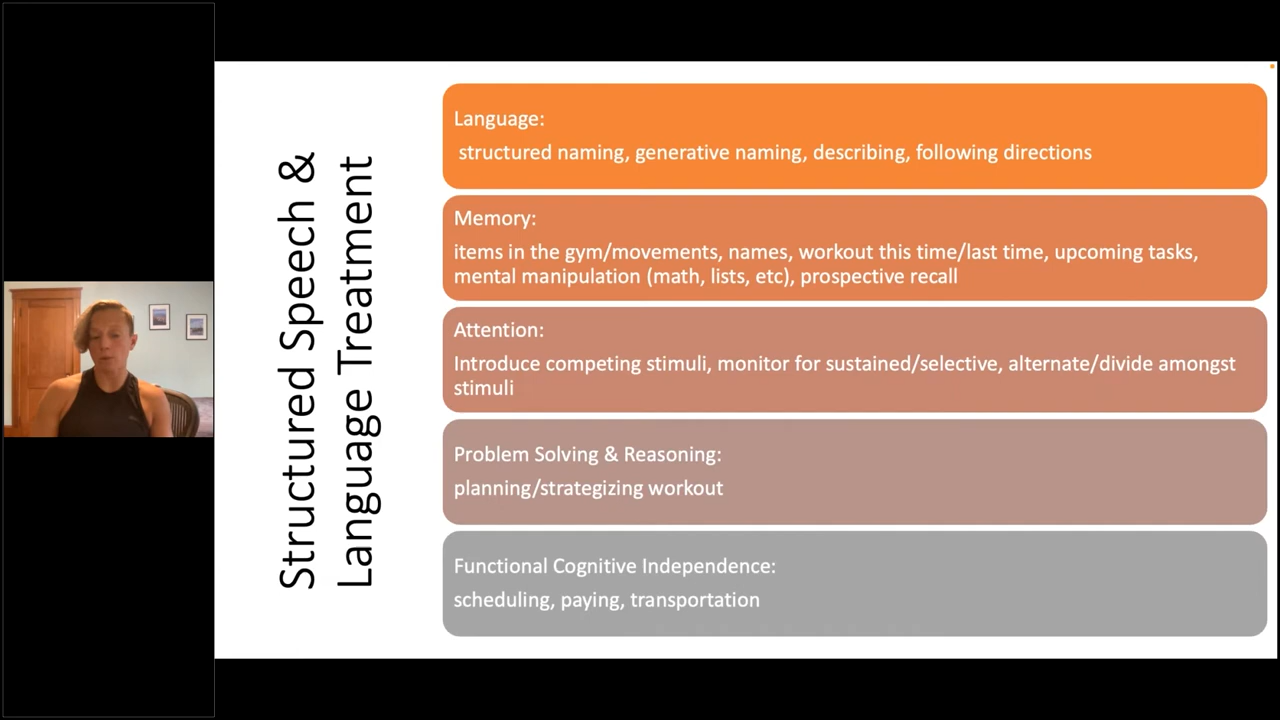 Structured Speech &
Language Treatment
Language:
structured naming, generative naming, describing, following directions
Memory:
items in the gym/movements, names, workout this time/last time, upcoming tasks,
mental manipulation (math, lists, etc), prospective recall
Attention:
Introduce competing stimuli, monitor for sustained/selective, alternate/divide amongst
stimuli
Problem Solving & Reasoning:
planning/strategizing workout
Functional Cognitive Independence:
scheduling, paying, transportation